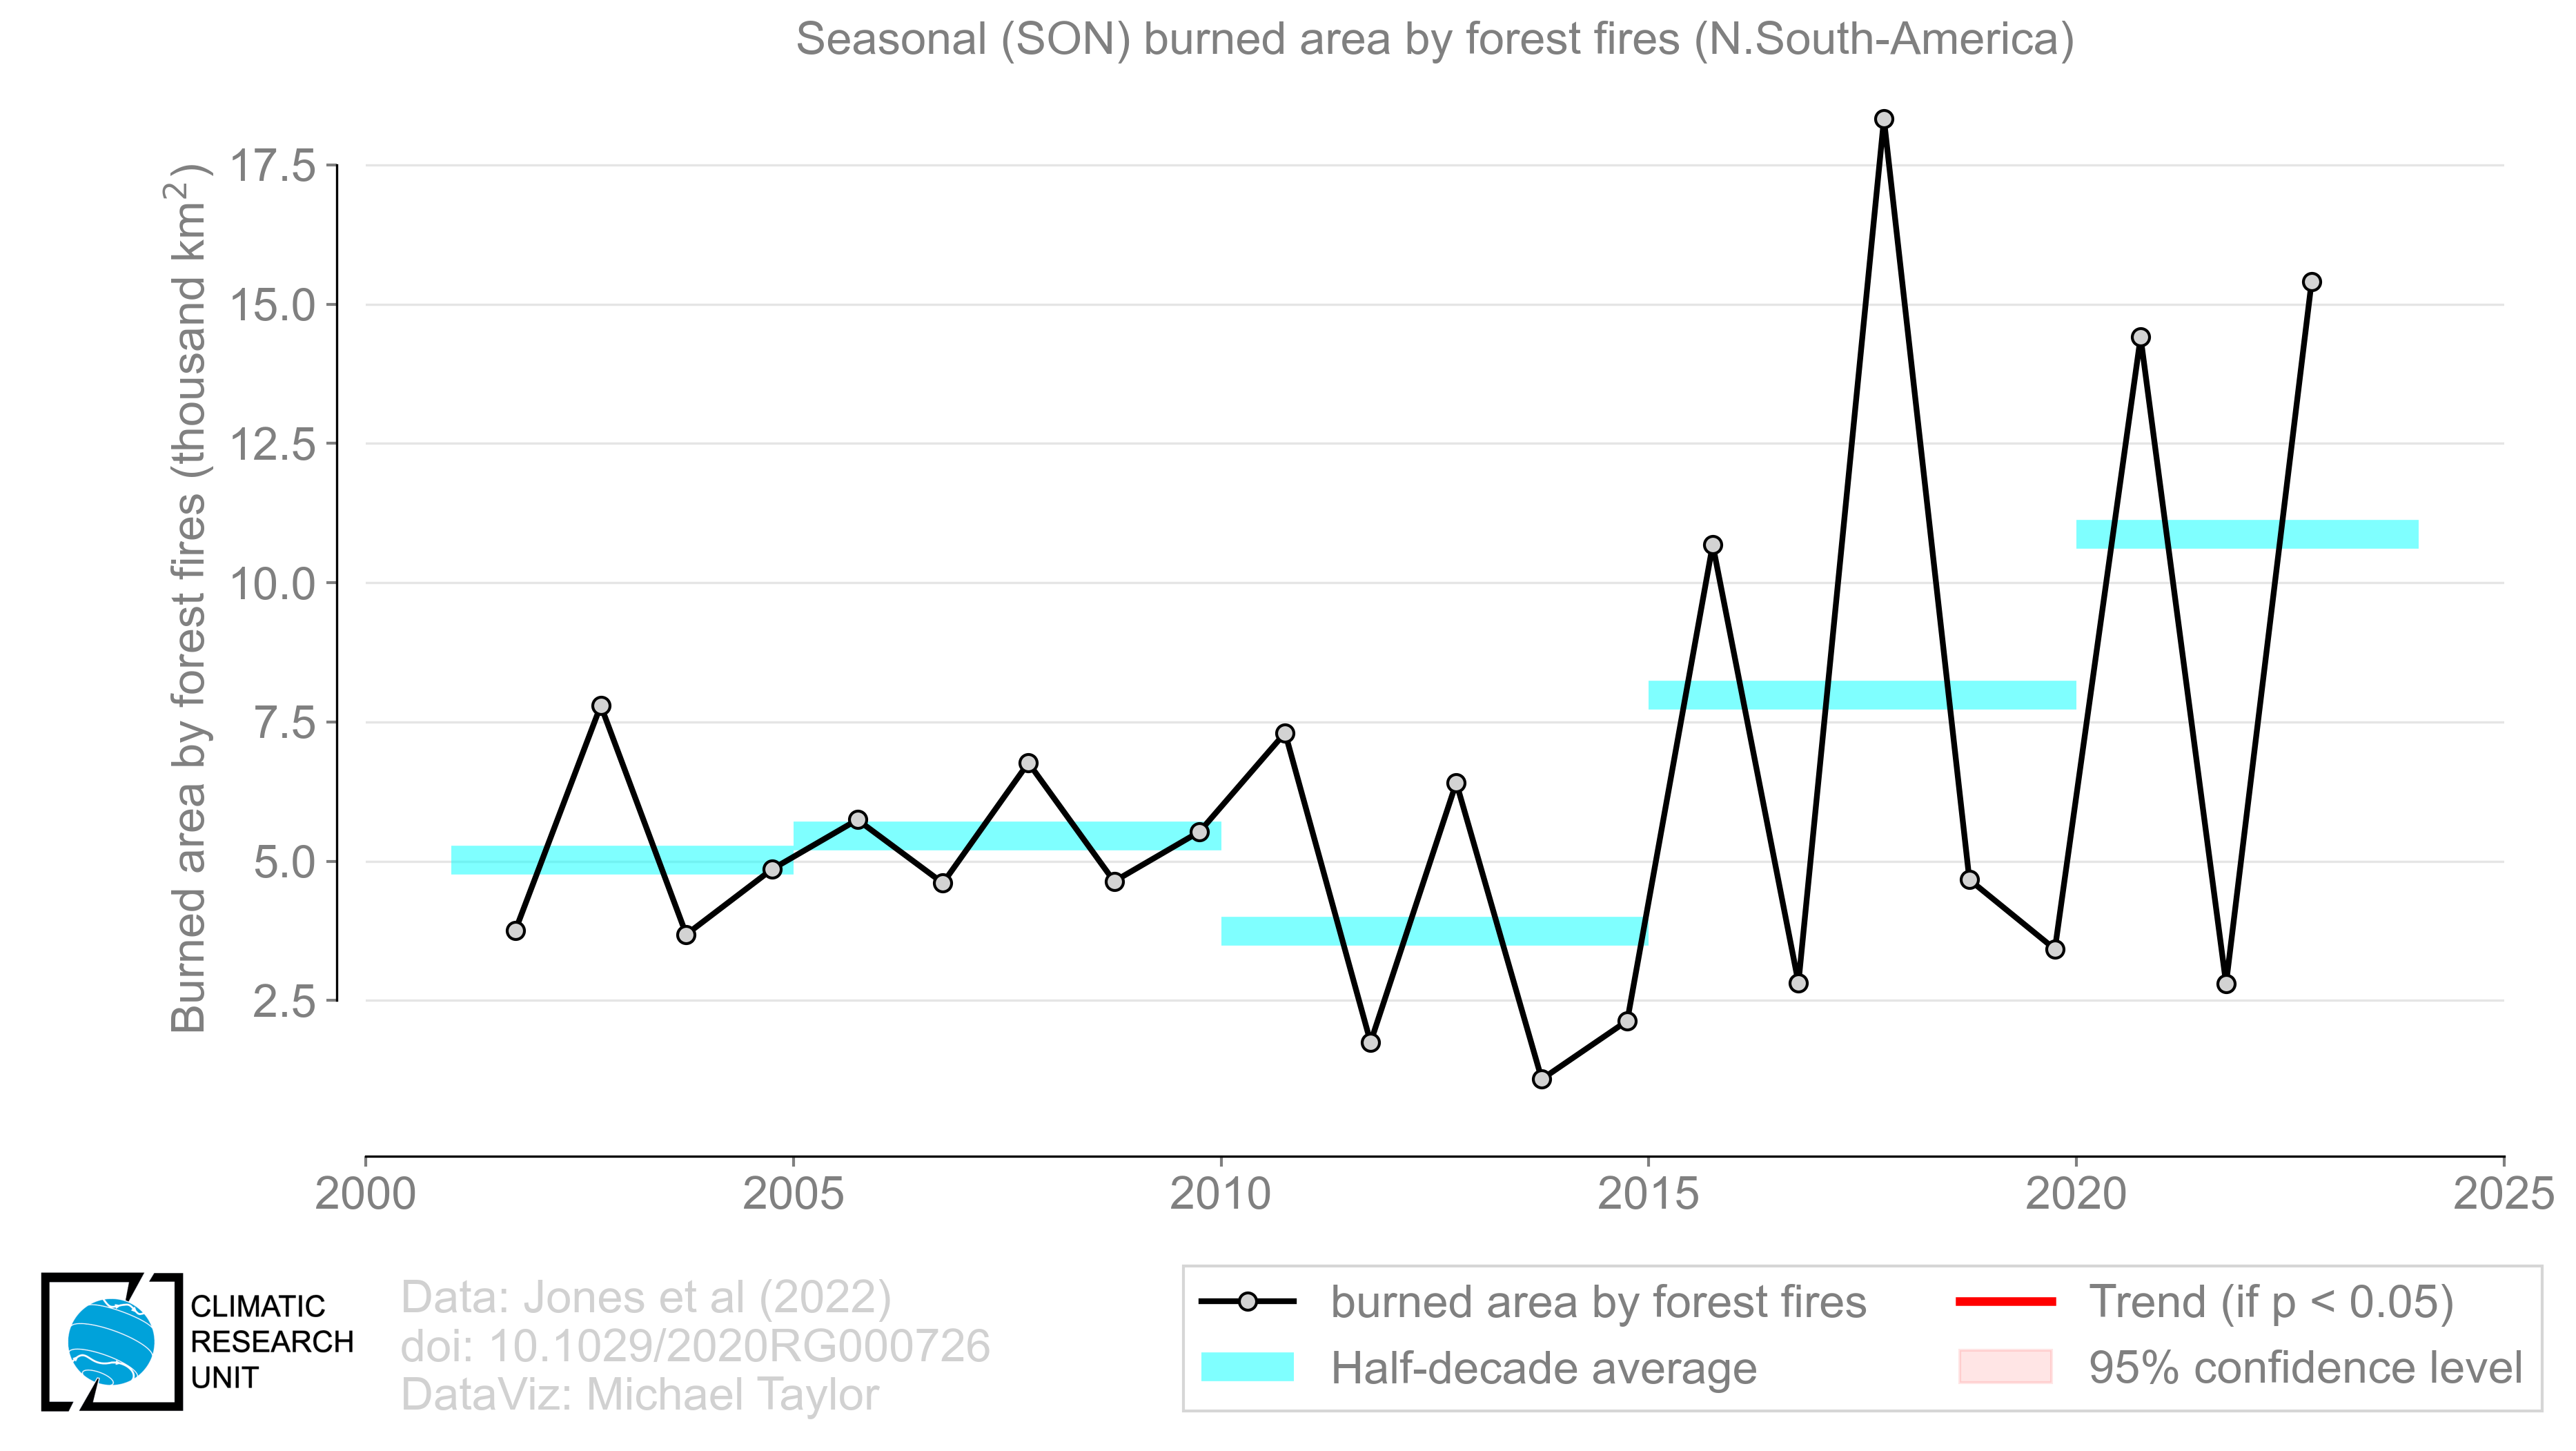 Seasonal (SON) burned area by forest fires (N.South-America)
Burned area by forest fires (thousand km²)
17.5
15.0
12.5
10.0
7.5
5.0
2.5
2000
2005
2010
2015
2020
2025
CLIMATIC
RESEARCH
UNIT
Data: Jones et al (2022)
doi: 10.1029/2020RG000726
DataViz: Michael Taylor
burned area by forest fires
Half-decade average
Trend (if p < 0.05)
95% confidence level